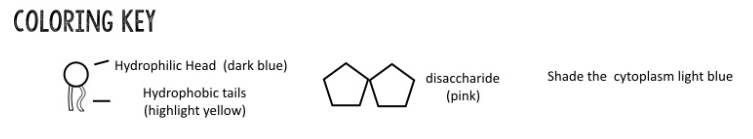 COLORING KEY
Hydrophilic Head (dark blue)
Hydrophobic tails
(highlight yellow)
disaccharide
(pink)
Shade the cytoplasm light blue